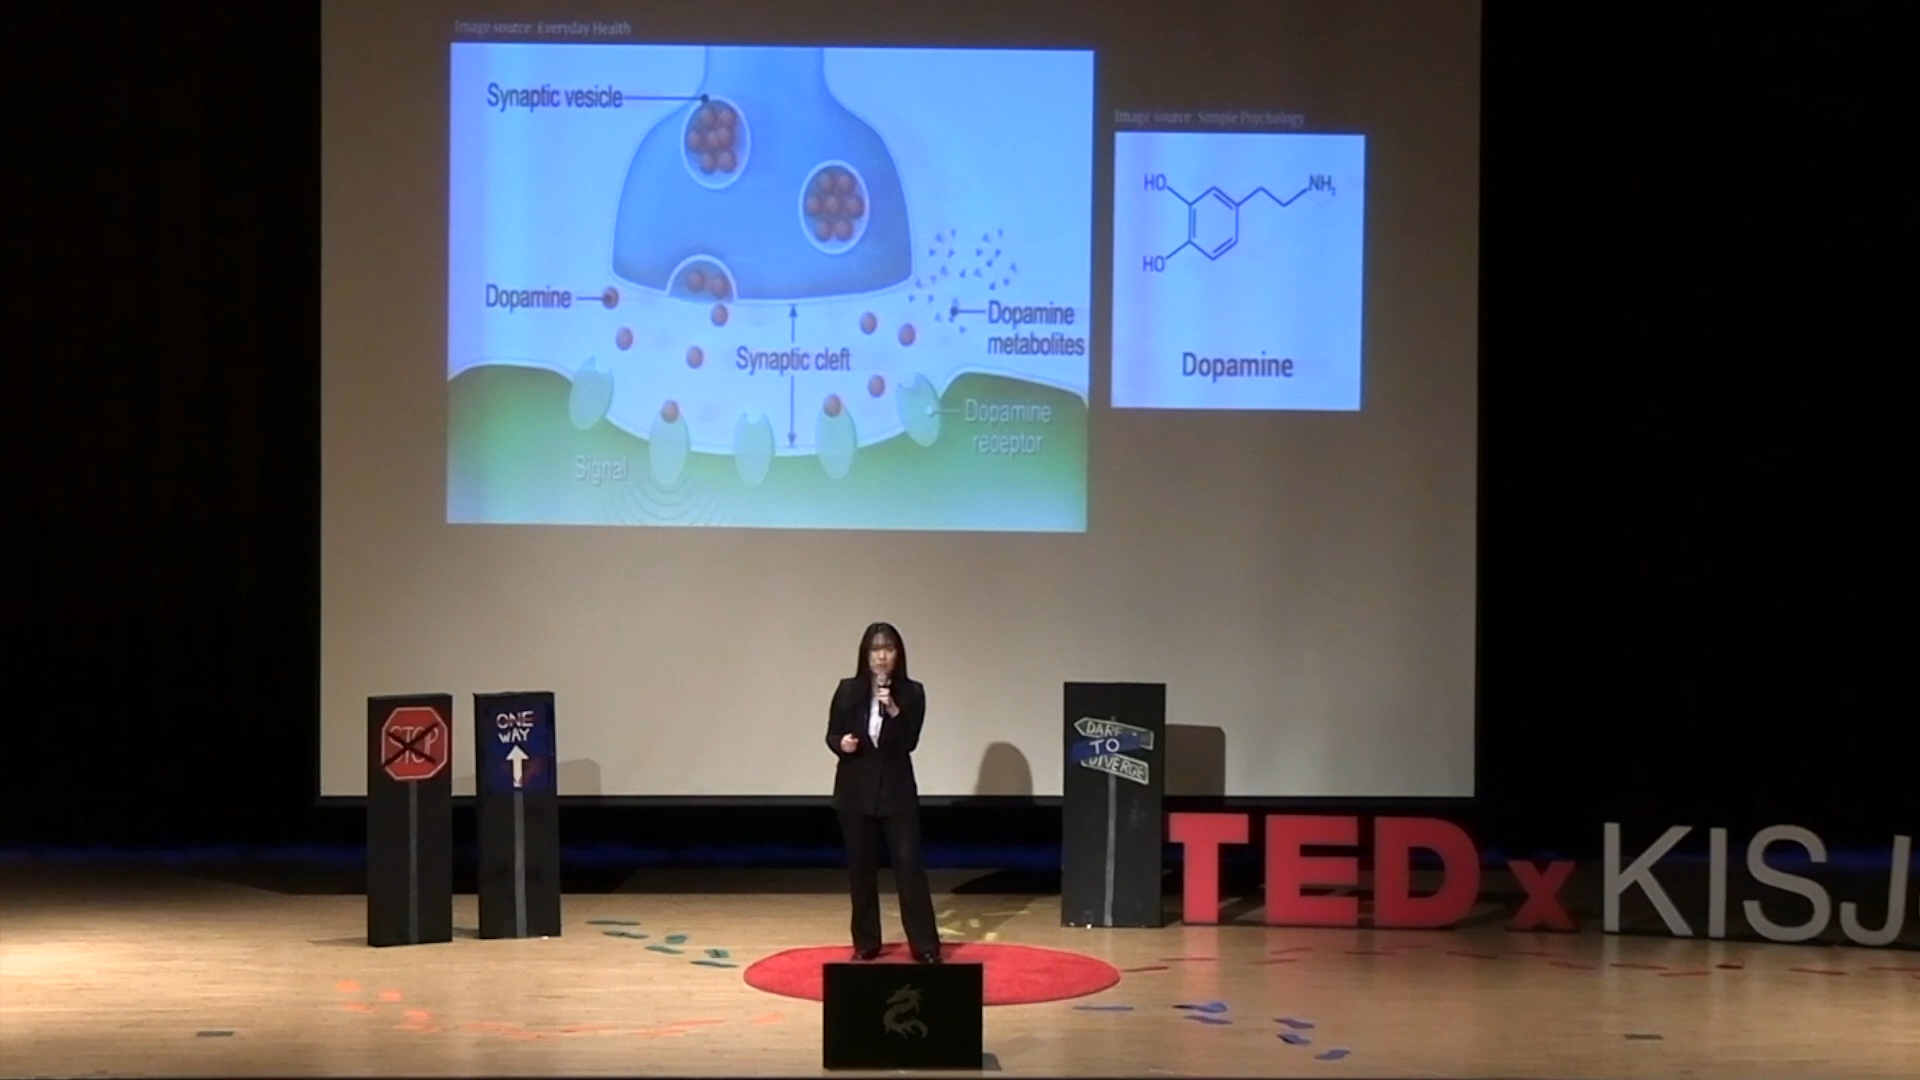 Image source: Everyday Health
Synaptic vesicle
Dopamine
Synaptic cleft
Dopamine
metabolites
Dopamine
receptor
Signal
Image source: Simple Psychology
HO
NH₂
HO
Dopamine
STOP
ONE
WAY
DARE
TO
DIVERGE
TEDxKISJ